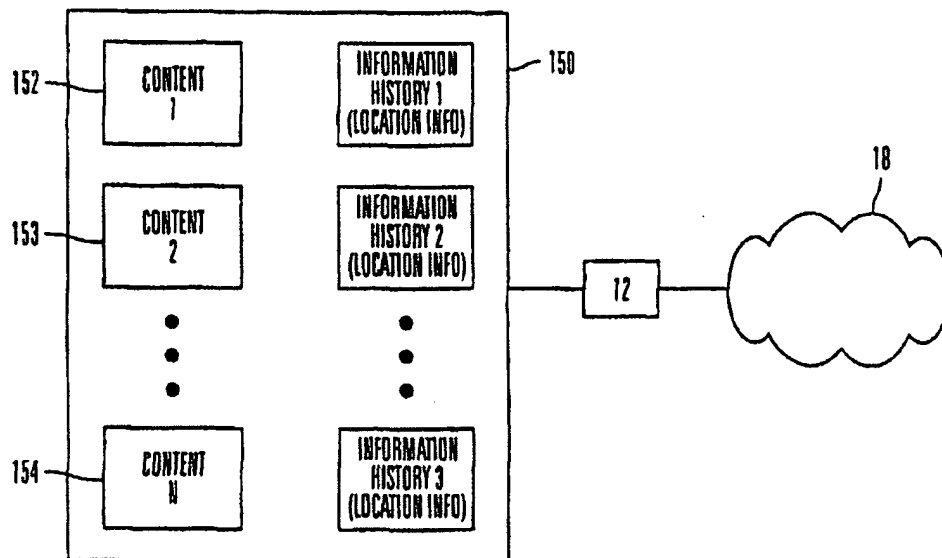 152
CONTENT
1
INFORMATION
HISTORY 1
(LOCATION INFO)
150
153
CONTENT
2
INFORMATION
HISTORY 2
(LOCATION INFO)
12
18
154
CONTENT
N
INFORMATION
HISTORY 3
(LOCATION INFO)